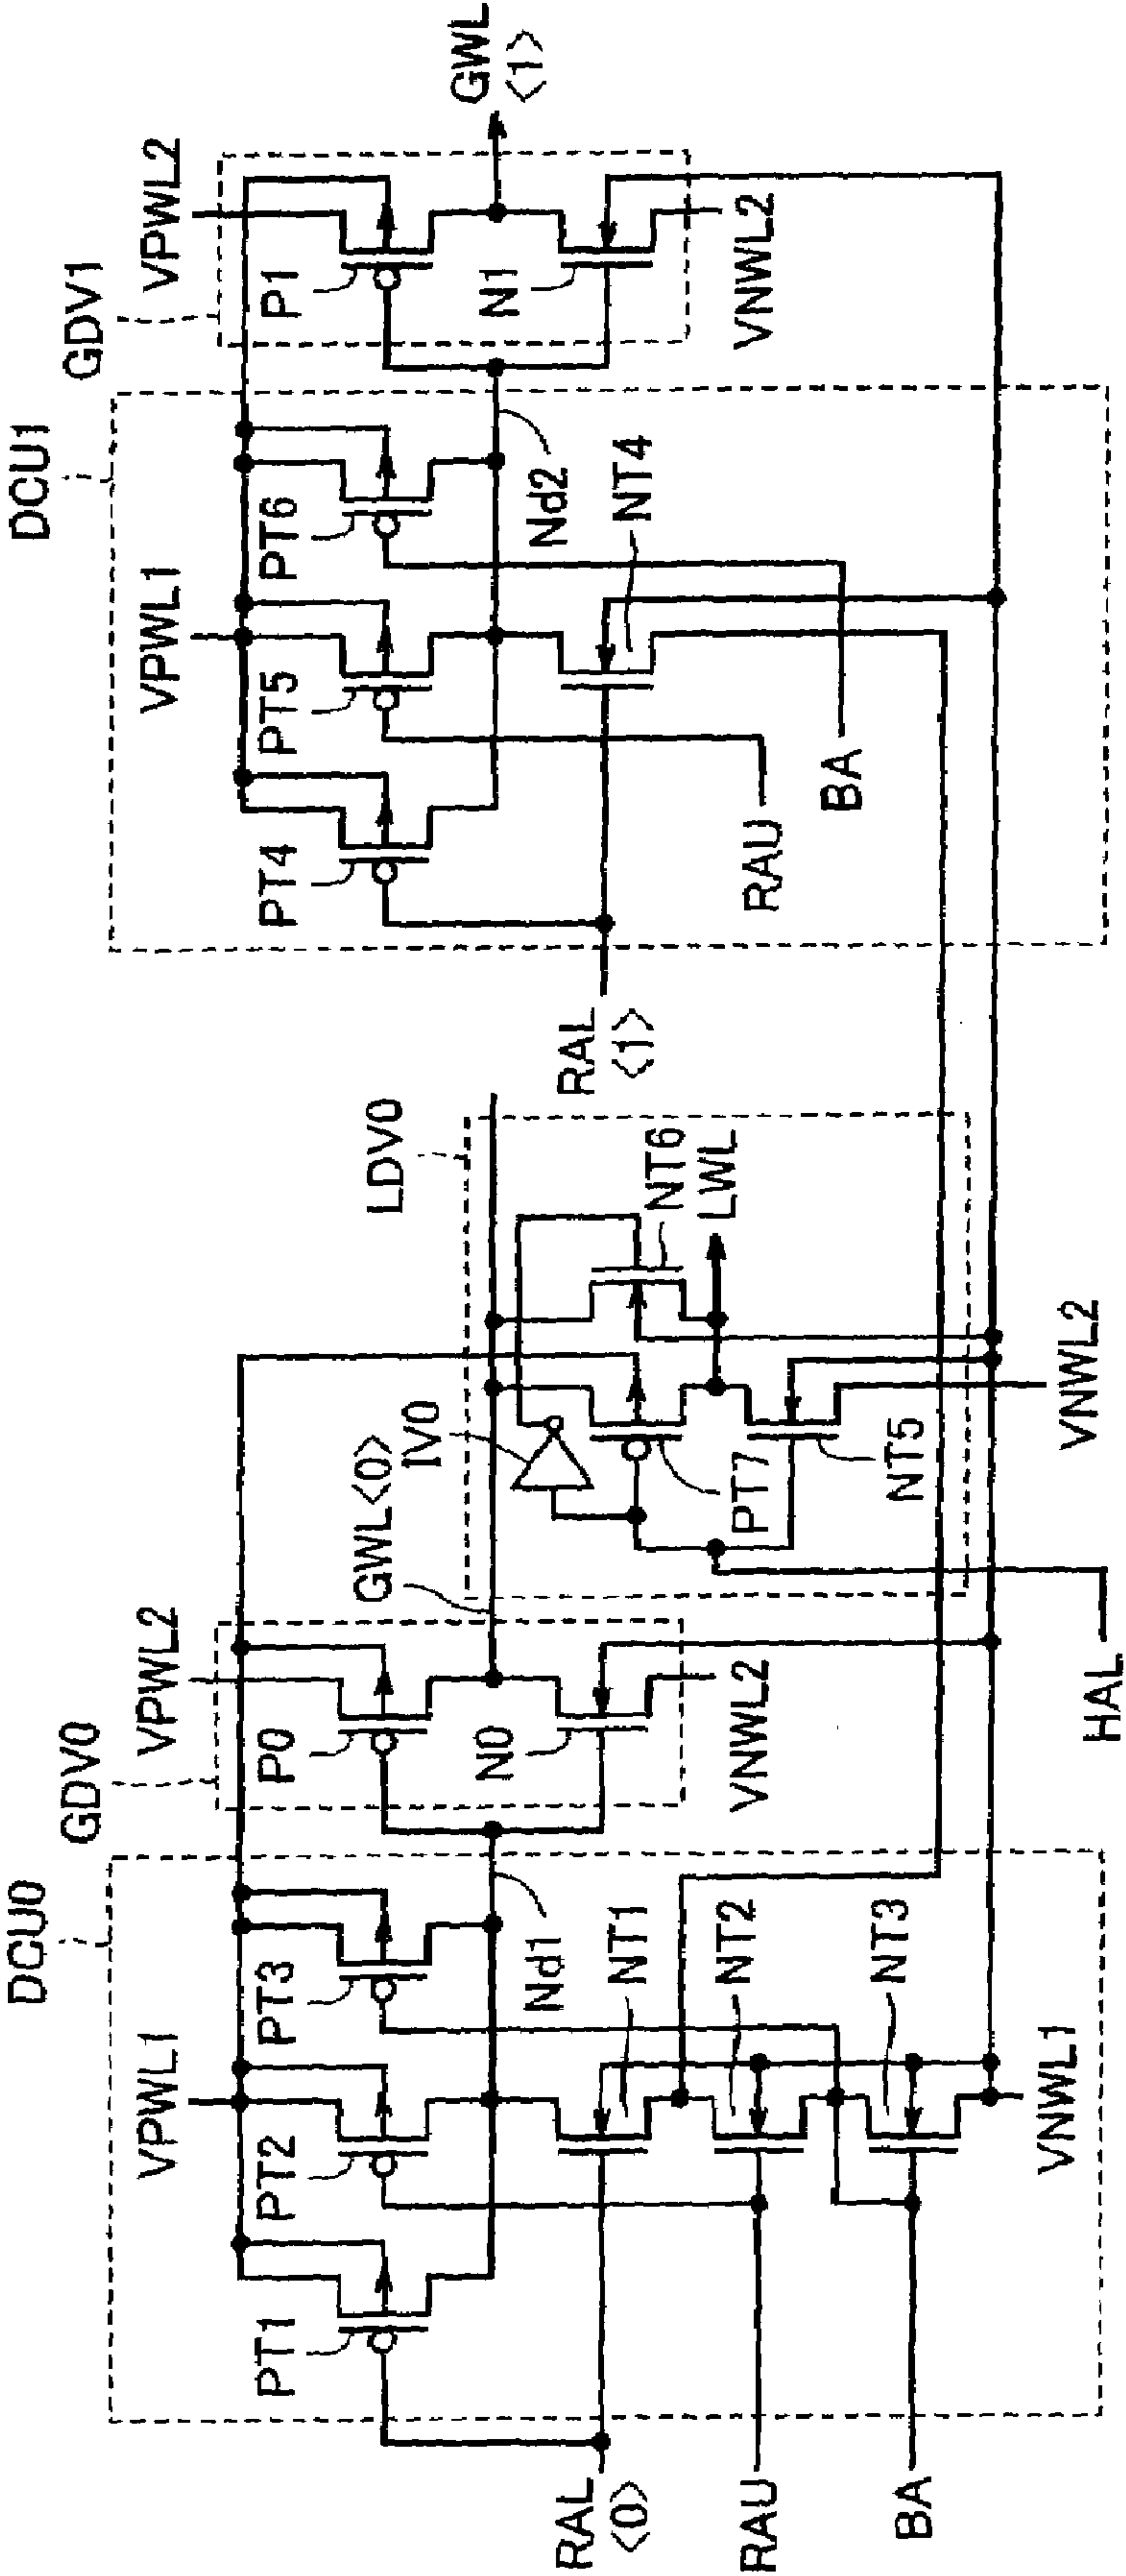 DCU0
DCU1
GDV0
GDV1
VPWL1
VPWL2
VPWL1
VPWL2
PT1
PT2
PT3
P0
PT4
PT5
PT6
P1
GWL<0>
IV0
LDV0
GWL
<1>
Nd1
N0
Nd2
N1
RAL
<0>
NT1
VNWL2
RAL
<1>
NT4
VNWL2
RAU
NT2
PT7
NT6
LWL
RAU
BA
NT3
NT5
BA
VNWL1
VNWL2
HAL